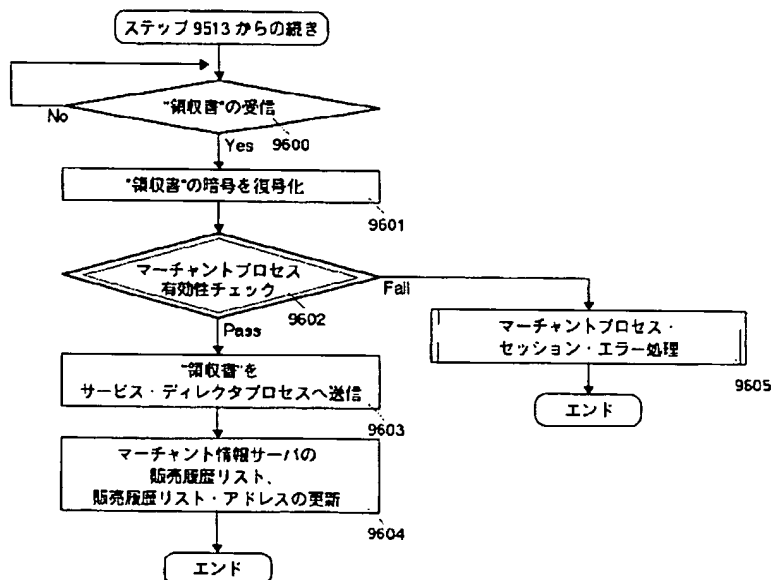 ステップ 9513 からの続き
"領収書"の受信
No
9600
Yes
"領収書"の暗号を復号化
9601
マーチャントプロセス
有効性チェック
Fail
9602
Pass
マーチャントプロセス・
セッション・エラー処理
9605
エンド
"領収書"を
サービス・ディレクタプロセスへ送信
9603
マーチャント情報サーバの
販売履歴リスト、
販売履歴リスト・アドレスの更新
9604
エンド